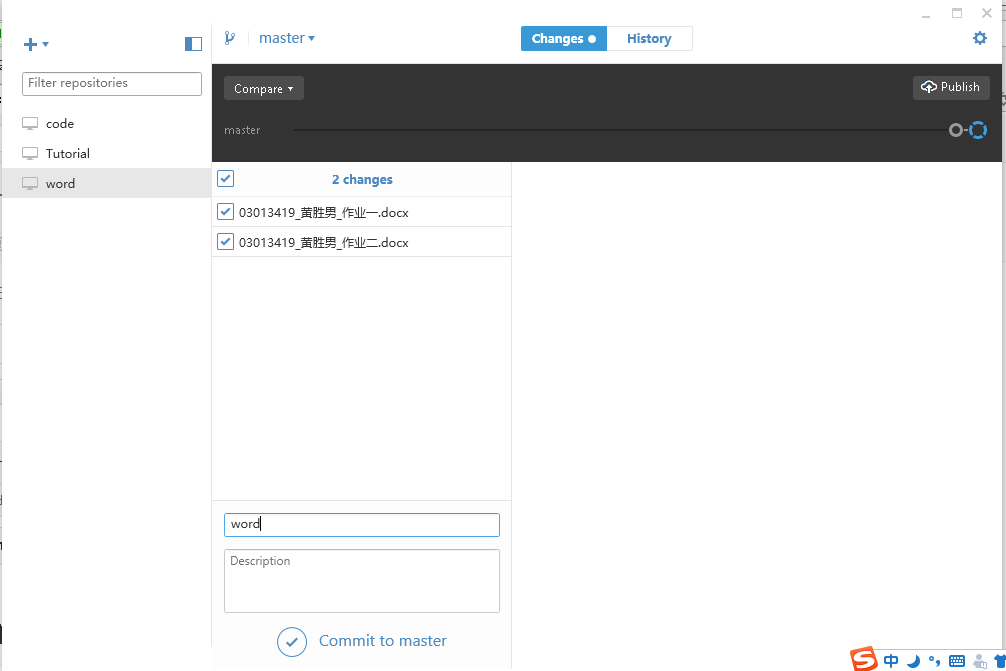 master
Changes
History
Filter repositories
Compare
Publish
code
master
Tutorial
2 changes
word
03013419_黄胜男_作业一.docx
03013419_黄胜男_作业二.docx
word
Description
Commit to master
中